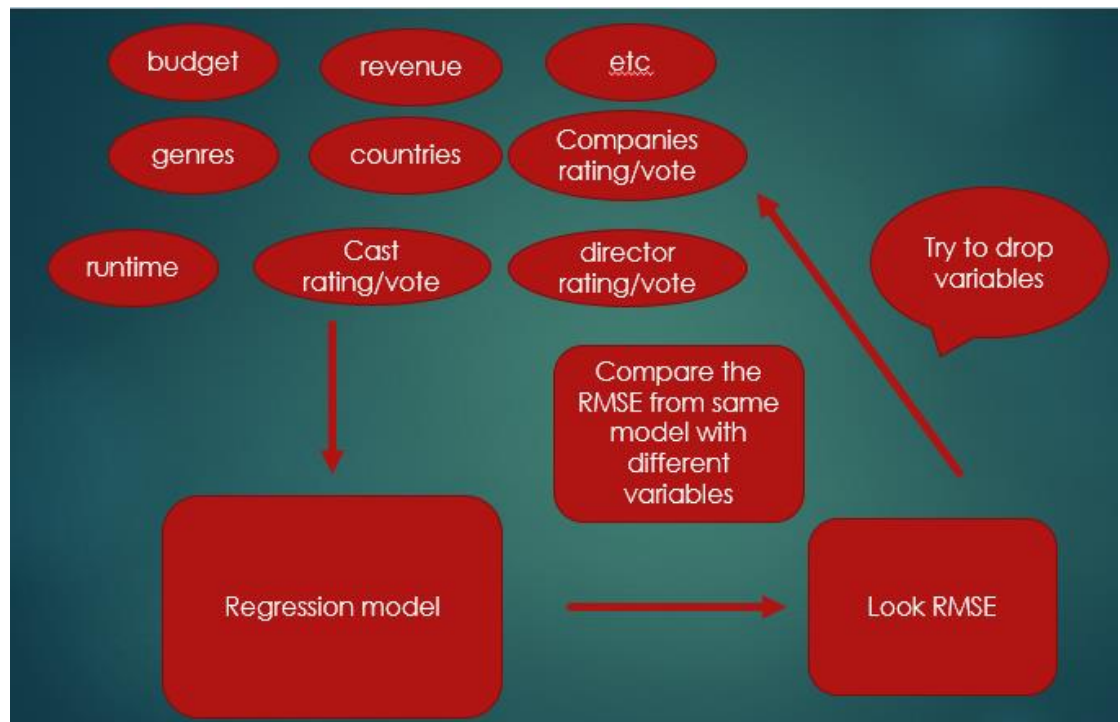 budget
revenue
etc
genres
countries
Companies
rating/vote
runtime
Cast
rating/vote
director
rating/vote
Try to drop
variables
Compare the
RMSE from same
model with
different
variables
Regression model
Look RMSE